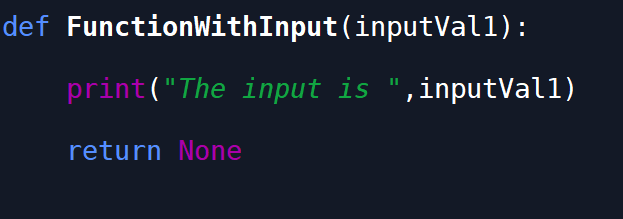 def FunctionWithInput(inputVal1):
print("The input is ",inputVal1)
return None